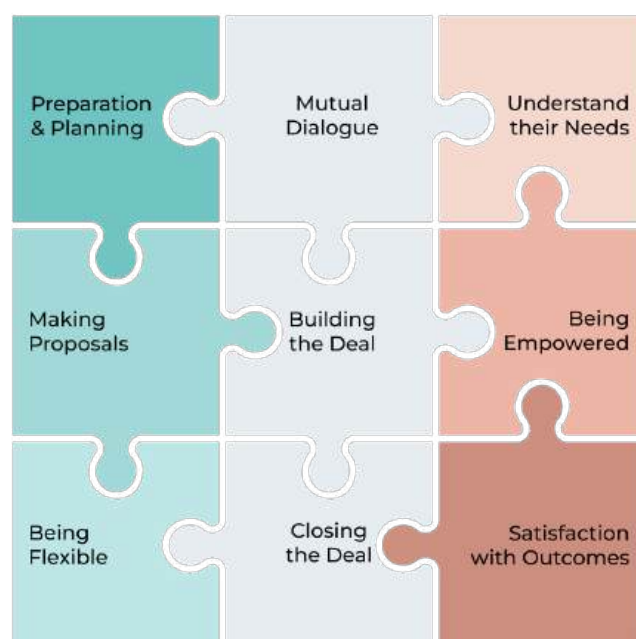 Preparation
& Planning
Mutual
Dialogue
Understand
their Needs
Making
Proposals
Building
the Deal
Being
Empowered
Being
Flexible
Closing
the Deal
Satisfaction
with Outcomes